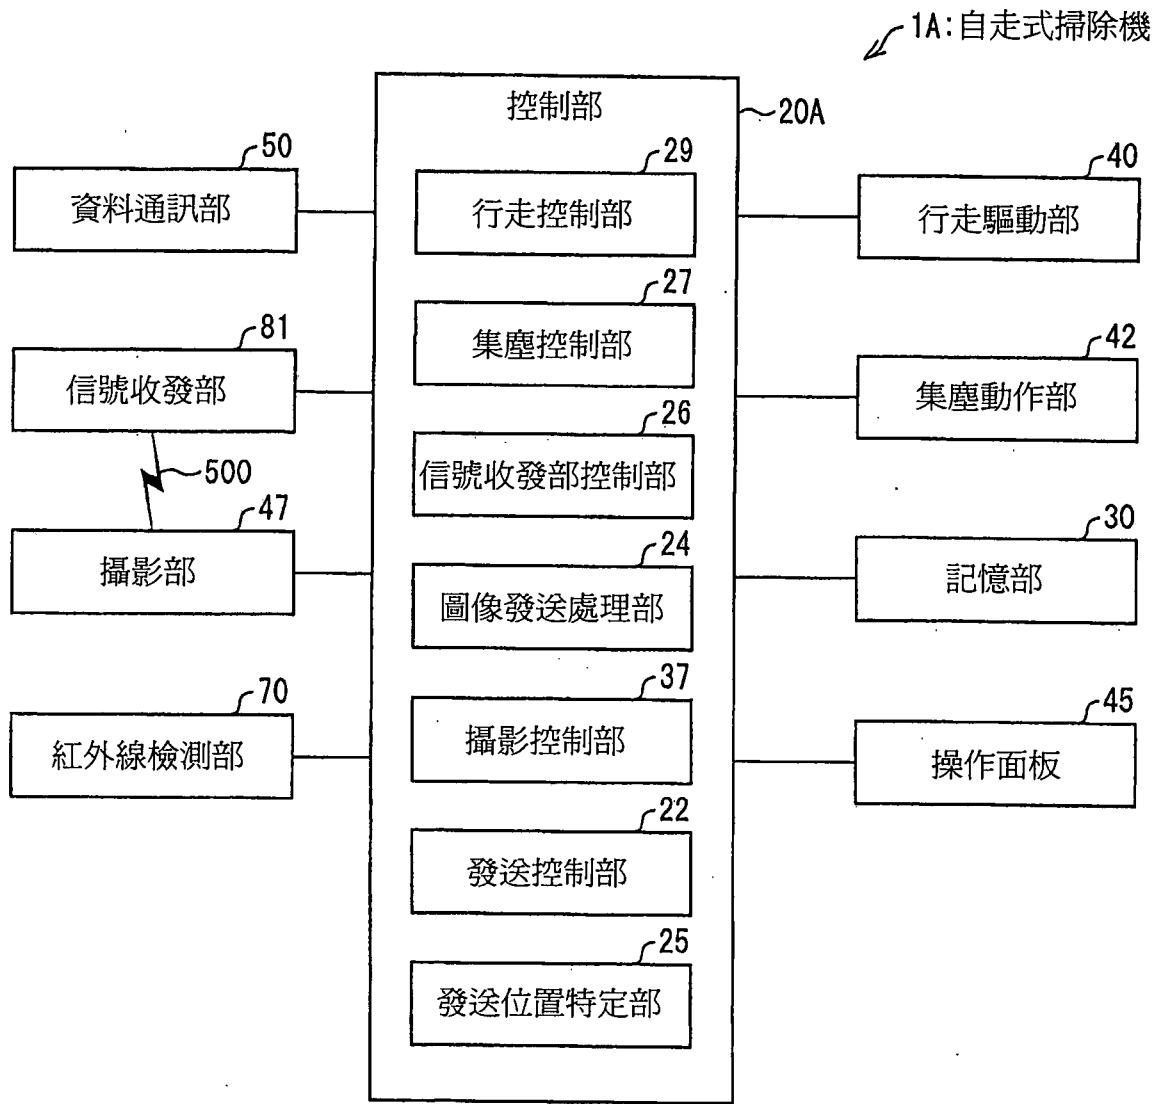 1A:自走式掃除機
控制部
20A
50
資料通訊部
81
信號收發部
500
47
攝影部
70
紅外線檢測部
29
行走控制部
27
集塵控制部
26
信號收發部控制部
24
圖像發送處理部
37
攝影控制部
22
發送控制部
25
發送位置特定部
40
行走驅動部
42
集塵動作部
30
記憶部
45
操作面板